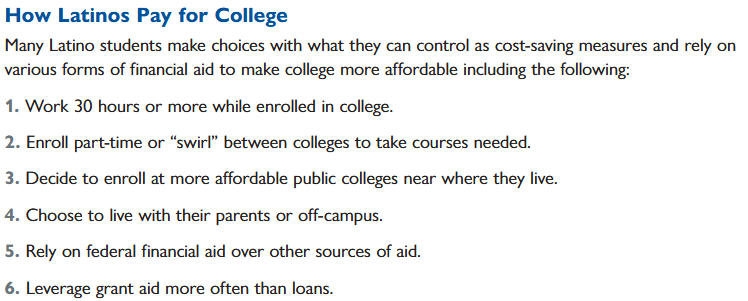 How Latinos Pay for College
Many Latino students make choices with what they can control as cost-saving measures and rely on
various forms of financial aid to make college more affordable including the following:
1. Work 30 hours or more while enrolled in college.
2. Enroll part-time or “swirl” between colleges to take courses needed.
3. Decide to enroll at more affordable public colleges near where they live.
4. Choose to live with their parents or off-campus.
5. Rely on federal financial aid over other sources of aid.
6. Leverage grant aid more often than loans.